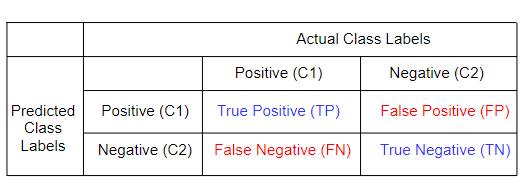 Actual Class Labels
Positive (C1) Negative (C2)
Predicted Class Labels
Positive (C1) True Positive (TP) False Positive (FP)
Negative (C2) False Negative (FN) True Negative (TN)